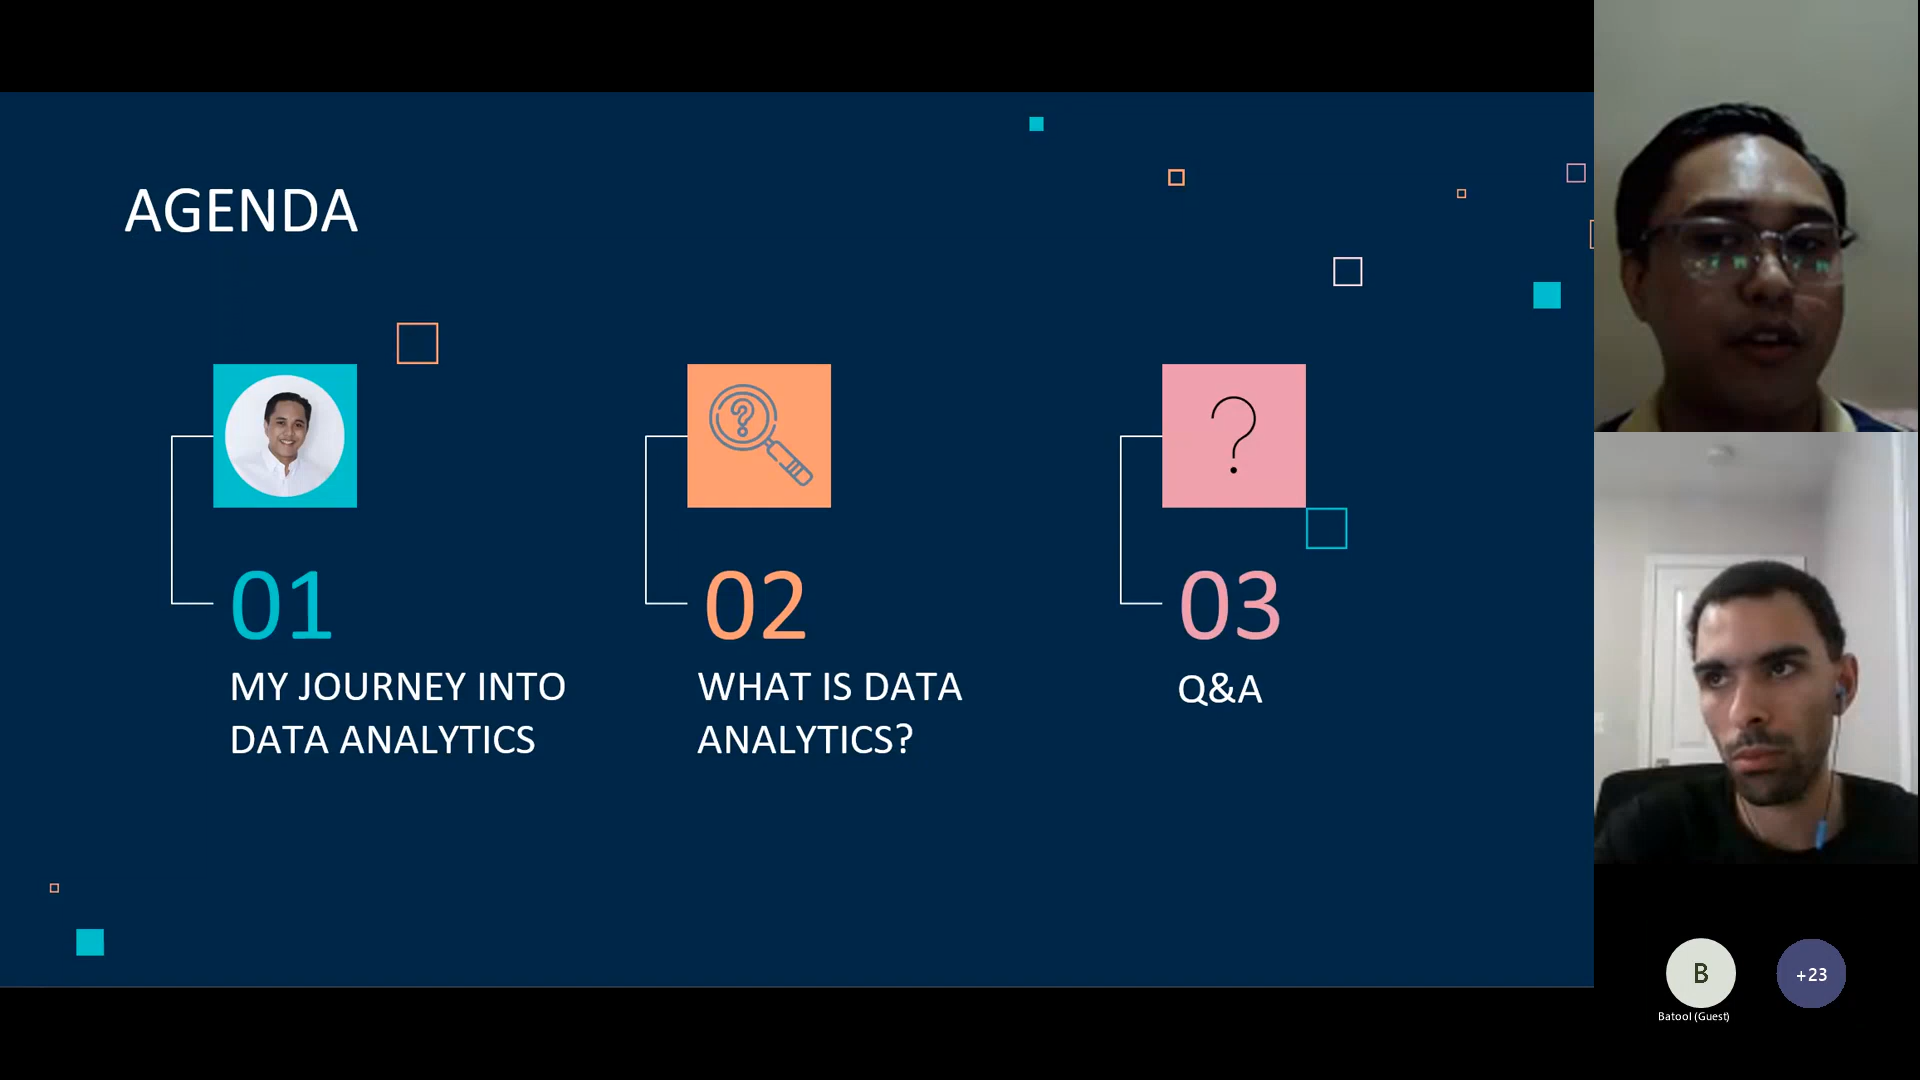 AGENDA
01
MY JOURNEY INTO
DATA ANALYTICS
02
WHAT IS DATA
ANALYTICS?
03
Q&A
B
Batool (Guest)
+23